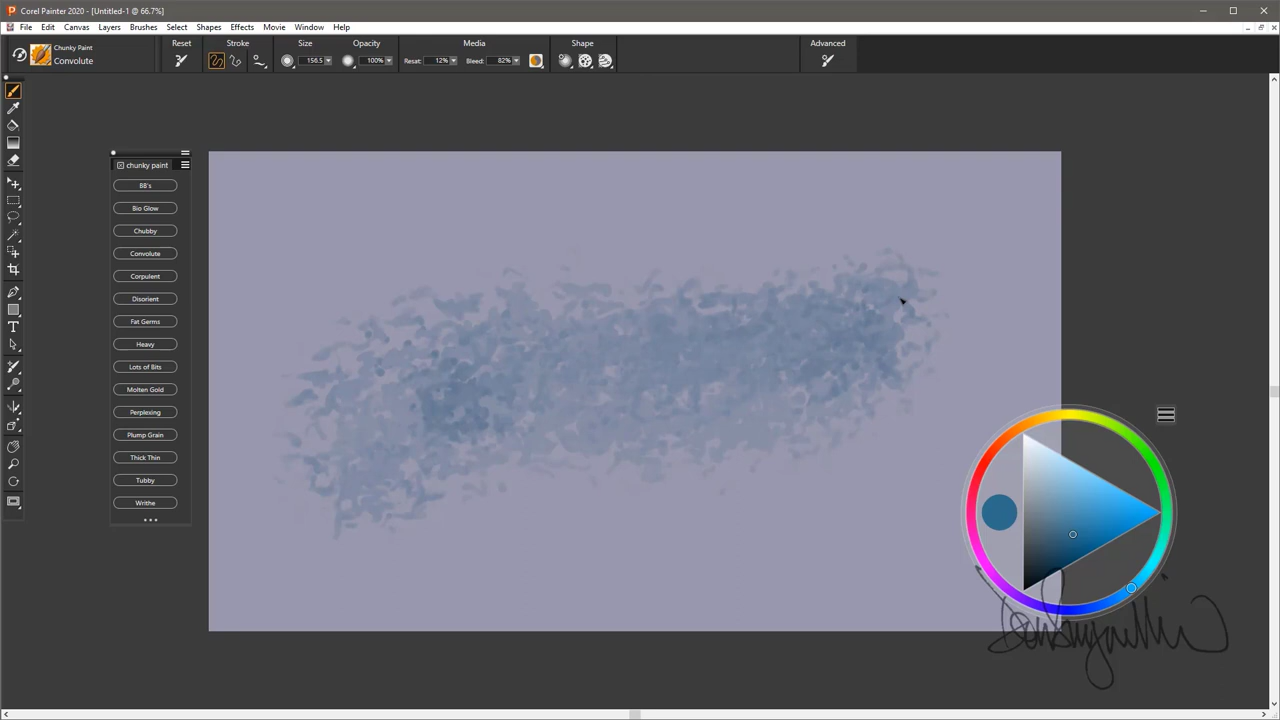 Corel Painter 2020 - [Untitled-1 @ 66.7%]
File Edit Canvas Layers Brushes Select Shapes Effects Movie Window Help
Chunky Paint
Convolute
Reset Stroke Size Opacity Media Shape Advanced
156.5 100% Resat: 12% Bleed: 82%
chunky paint
BB's
Bio Glow
Chubby
Convolute
Corpulent
Disorient
Fat Germs
Heavy
Lots of Bits
Molten Gold
Perplexing
Plump Grain
Thick Thin
Tubby
Writhe